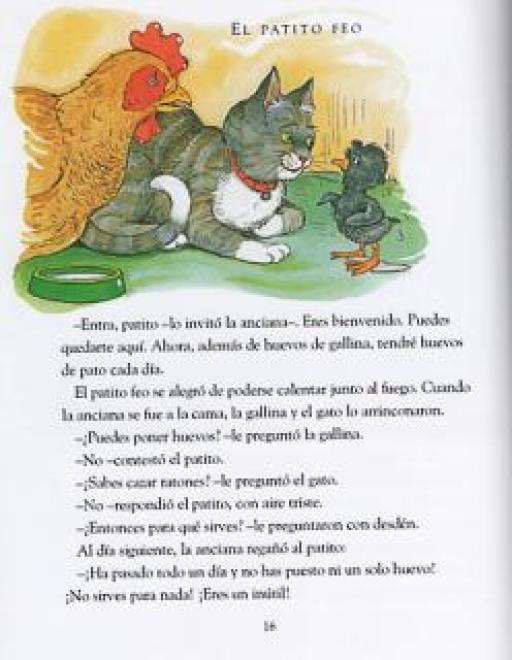 EL PATITO FEO
–Entra, patito –lo invitó la anciana–. Eres bienvenido. Puedes
quedarte aquí. Ahora, además de huevos de gallina, tendré huevos
de pato cada día.
El patito feo se alegró de poderse calentar junto al fuego. Cuando
la anciana se fue a la cama, la gallina y el gato lo arrinconaron.
–¿Puedes poner huevos? –le preguntó la gallina.
–No –contestó el patito.
–¿Sabes cazar ratones? –le preguntó el gato.
–No –respondió el patito, con aire triste.
–¿Entonces para qué sirves? –le preguntaron con desdén.
Al día siguiente, la anciana regañó al patito:
–¡Ha pasado todo un día y no has puesto ni un solo huevo!
¡No sirves para nada! ¡Eres un inútil!
16